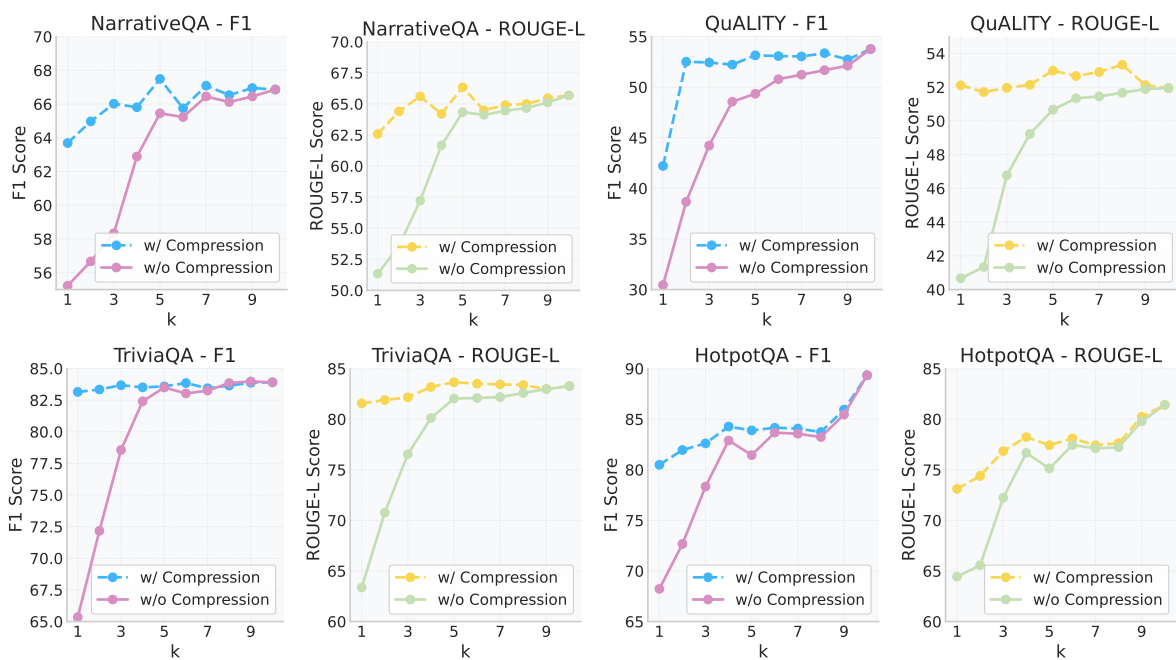 NarrativeQA - F1
F1 Score
70
68
66
64
62
60
58
56
1 3 5 7 9
k
w/ Compression
w/o Compression
NarrativeQA - ROUGE-L
ROUGE-L Score
70.0
67.5
65.0
62.5
60.0
57.5
55.0
52.5
50.0
1 3 5 7 9
k
w/ Compression
w/o Compression
QuALITY - F1
F1 Score
55
50
45
40
35
30
1 3 5 7 9
k
w/ Compression
w/o Compression
QuALITY - ROUGE-L
ROUGE-L Score
54
52
50
48
46
44
42
40
1 3 5 7 9
k
w/ Compression
w/o Compression
TriviaQA - F1
F1 Score
85.0
82.5
80.0
77.5
75.0
72.5
70.0
67.5
65.0
1 3 5 7 9
k
w/ Compression
w/o Compression
TriviaQA - ROUGE-L
ROUGE-L Score
85
80
75
70
65
60
1 3 5 7 9
k
w/ Compression
w/o Compression
HotpotQA - F1
F1 Score
90
85
80
75
70
65
1 3 5 7 9
k
w/ Compression
w/o Compression
HotpotQA - ROUGE-L
ROUGE-L Score
85
80
75
70
65
60
1 3 5 7 9
k
w/ Compression
w/o Compression